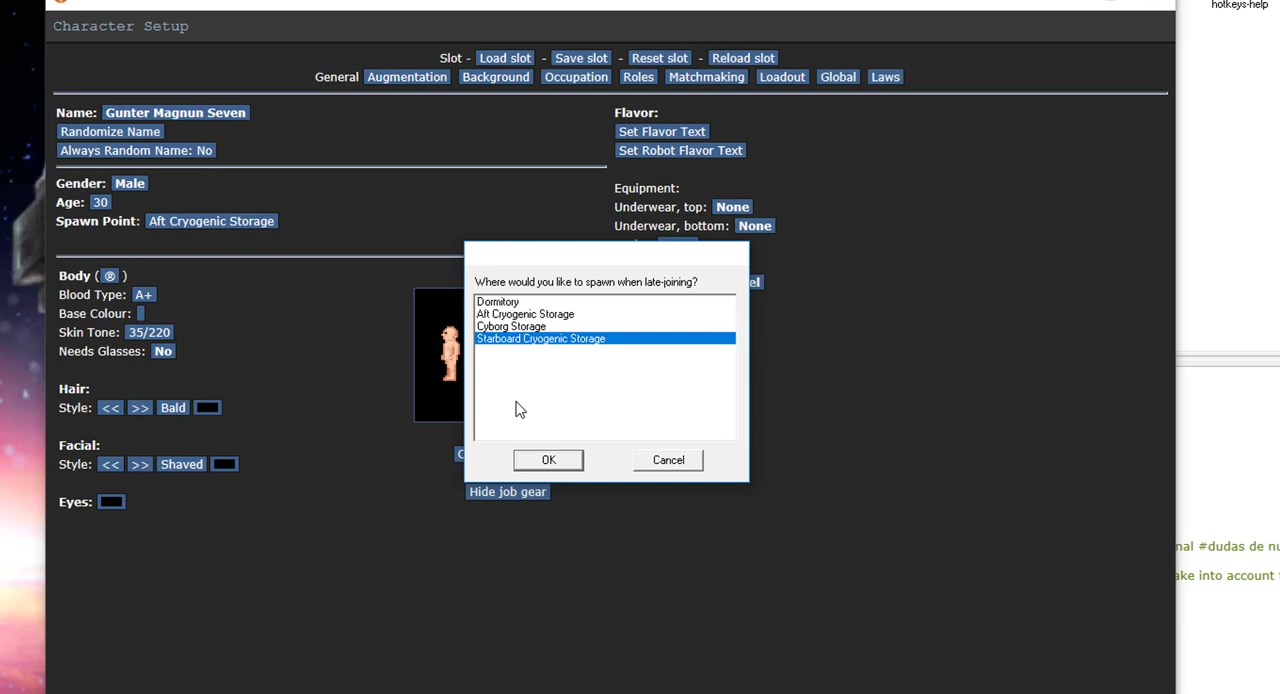 hotkeys-help
Character Setup
Slot - Load slot - Save slot - Reset slot - Reload slot
General Augmentation Background Occupation Roles Matchmaking Loadout Global Laws
Name: Gunter Magnun Seven
Randomize Name
Always Random Name: No
Gender: Male
Age: 30
Spawn Point: Aft Cryogenic Storage
Flavor:
Set Flavor Text
Set Robot Flavor Text
Equipment:
Underwear, top: None
Underwear, bottom: None
Body (® )
Blood Type: A+
Base Colour:
Skin Tone: 35/220
Needs Glasses: No
Hair:
Style: << >> Bald
Facial:
Style: << >> Shaved
Eyes:
Where would you like to spawn when late-joining?
Dormitory
Aft Cryogenic Storage
Cyborg Storage
Starboard Cryogenic Storage
OK Cancel
Hide job gear
#dudas de
into account